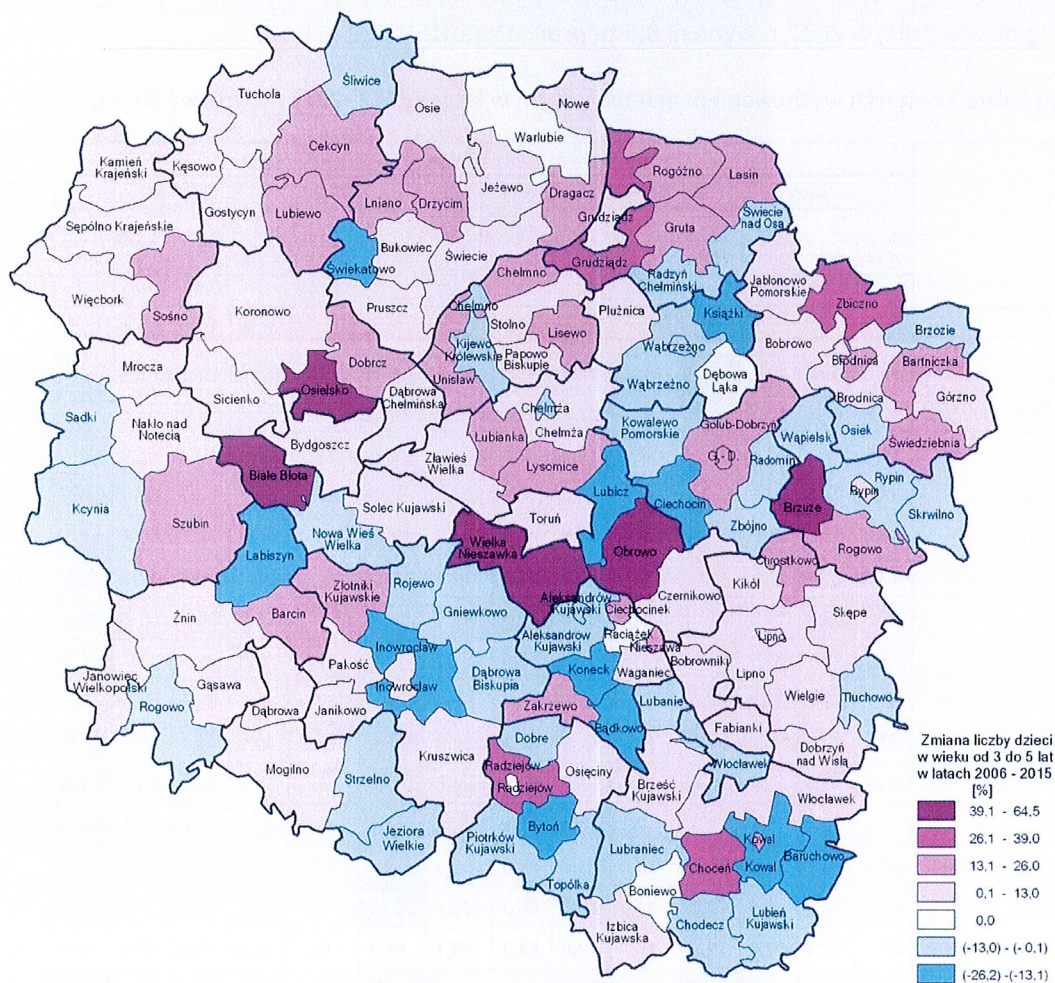 Śliwice
Tuchola
Osie
Nowe
Warlubie
Kamień
Krajeński
Kęsowo
Cekcyn
Rogóźno
Łasin
Jeżewo
Gostycyn
Lubiewo
Lniano
Drzycim
Dragacz
Grudziądz
Gruta
Świecie
nad Osą
Sępólno Krajeńskie
Bukowiec
Świekatowo
Świecie
Grudziądz
Chełmno
Radzyń
Chełmiński
Jabłonowo
Pomorskie
Więcbork
Sośno
Koronowo
Pruszcz
Chełmno
Stolno
Płużnica
Książki
Zbiczno
Lisewo
Brzozie
Mrocza
Dobrcz
Kijewo
Królewskie
Papowo
Biskupie
Wąbrzeźno
Bobrowo
Brodnica
Bartniczka
Unisław
Osielsko
Dąbrowa
Chełmińska
Wąbrzeźno
Dębowa
Łąka
Brodnica
Górzno
Sadki
Sicienko
Chełmża
Nakło nad
Notecią
Chełmża
Kowalewo
Pomorskie
Golub-Dobrzyń
Wąpielsk
Osiek
Świedziebnia
Bydgoszcz
Łubianka
Zławieś
Wielka
Łysomice
G - D.
Radomin
Rypin
Białe Błota
Lubicz
Ciechocin
Rypin
Kcynia
Solec Kujawski
Brzuze
Skrwilno
Szubin
Toruń
Zbójno
Nowa Wieś
Wielka
Wielka
Nieszawka
Obrowo
Rogowo
Łabiszyn
Chrostkowo
Złotniki
Kujawskie
Rojewo
Kikół
Aleksandrów
Kujawski
Ciechocinek
Czernikowo
Skępe
Żnin
Barcin
Gniewkowo
Raciążek
Nieszawa
Aleksandrów
Kujawski
Lipno
Inowrocław
Pakość
Koneck
Waganiec
Bobrowniki
Lipno
Janowiec
Wielkopolski
Gąsawa
Inowrocław
Dąbrowa
Biskupia
Wielgie
Tłuchowo
Rogowo
Dąbrowa
Janikowo
Zakrzewo
Bądkowo
Lubanie
Fabianki
Dobre
Dobrzyń
nad Wisłą
Kruszwica
Włocławek
Mogilno
Radziejów
Osięciny
Strzelno
Radziejów
Brześć
Kujawski
Włocławek
Bytoń
Jeziora
Wielkie
Piotrków
Kujawski
Lubraniec
Kowal
Choceń
Kowal
Baruchowo
Topólka
Boniewo
Izbica
Kujawska
Chodecz
Lubień
Kujawski
Zmiana liczby dzieci
w wieku od 3 do 5 lat
w latach 2006 - 2015
[%]
39,1 - 64,5
26,1 - 39,0
13,1 - 26,0
0,1 - 13,0
0,0
(-13,0) - (- 0,1)
(-26,2) -(-13,1)